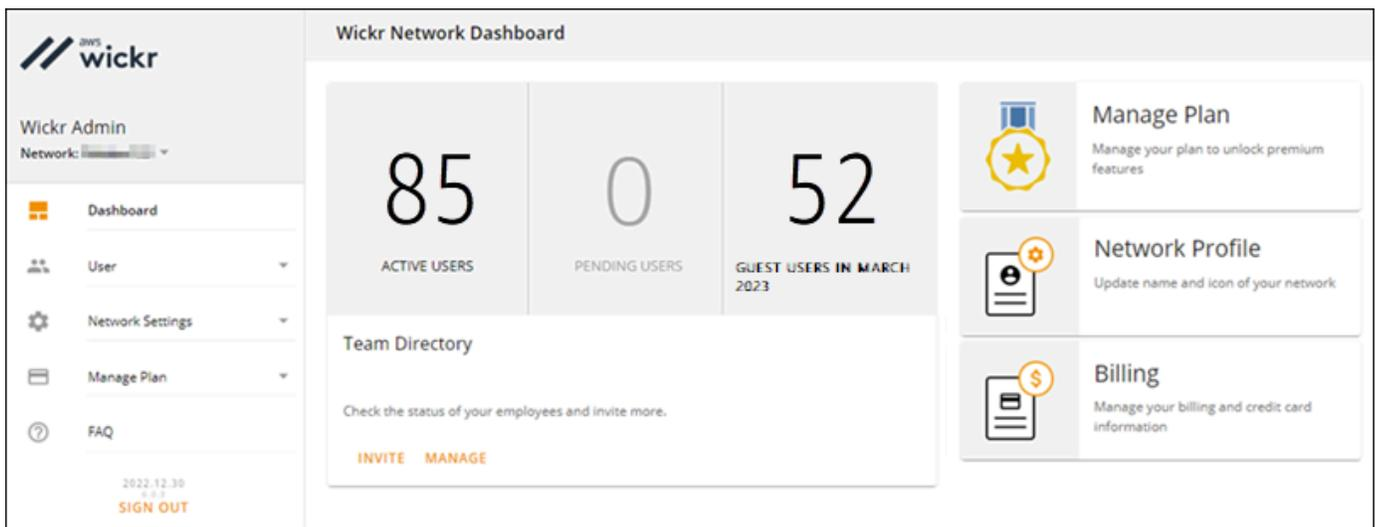 aws
wickr
Wickr Admin
Network:
Dashboard
User
Network Settings
Manage Plan
FAQ
2022.12.30
SIGN OUT
Wickr Network Dashboard
85
ACTIVE USERS
0
PENDING USERS
52
GUEST USERS IN MARCH
2023
Team Directory
Check the status of your employees and invite more.
INVITE MANAGE
Manage Plan
Manage your plan to unlock premium
features
Network Profile
Update name and icon of your network
$
Billing
Manage your billing and credit card
information